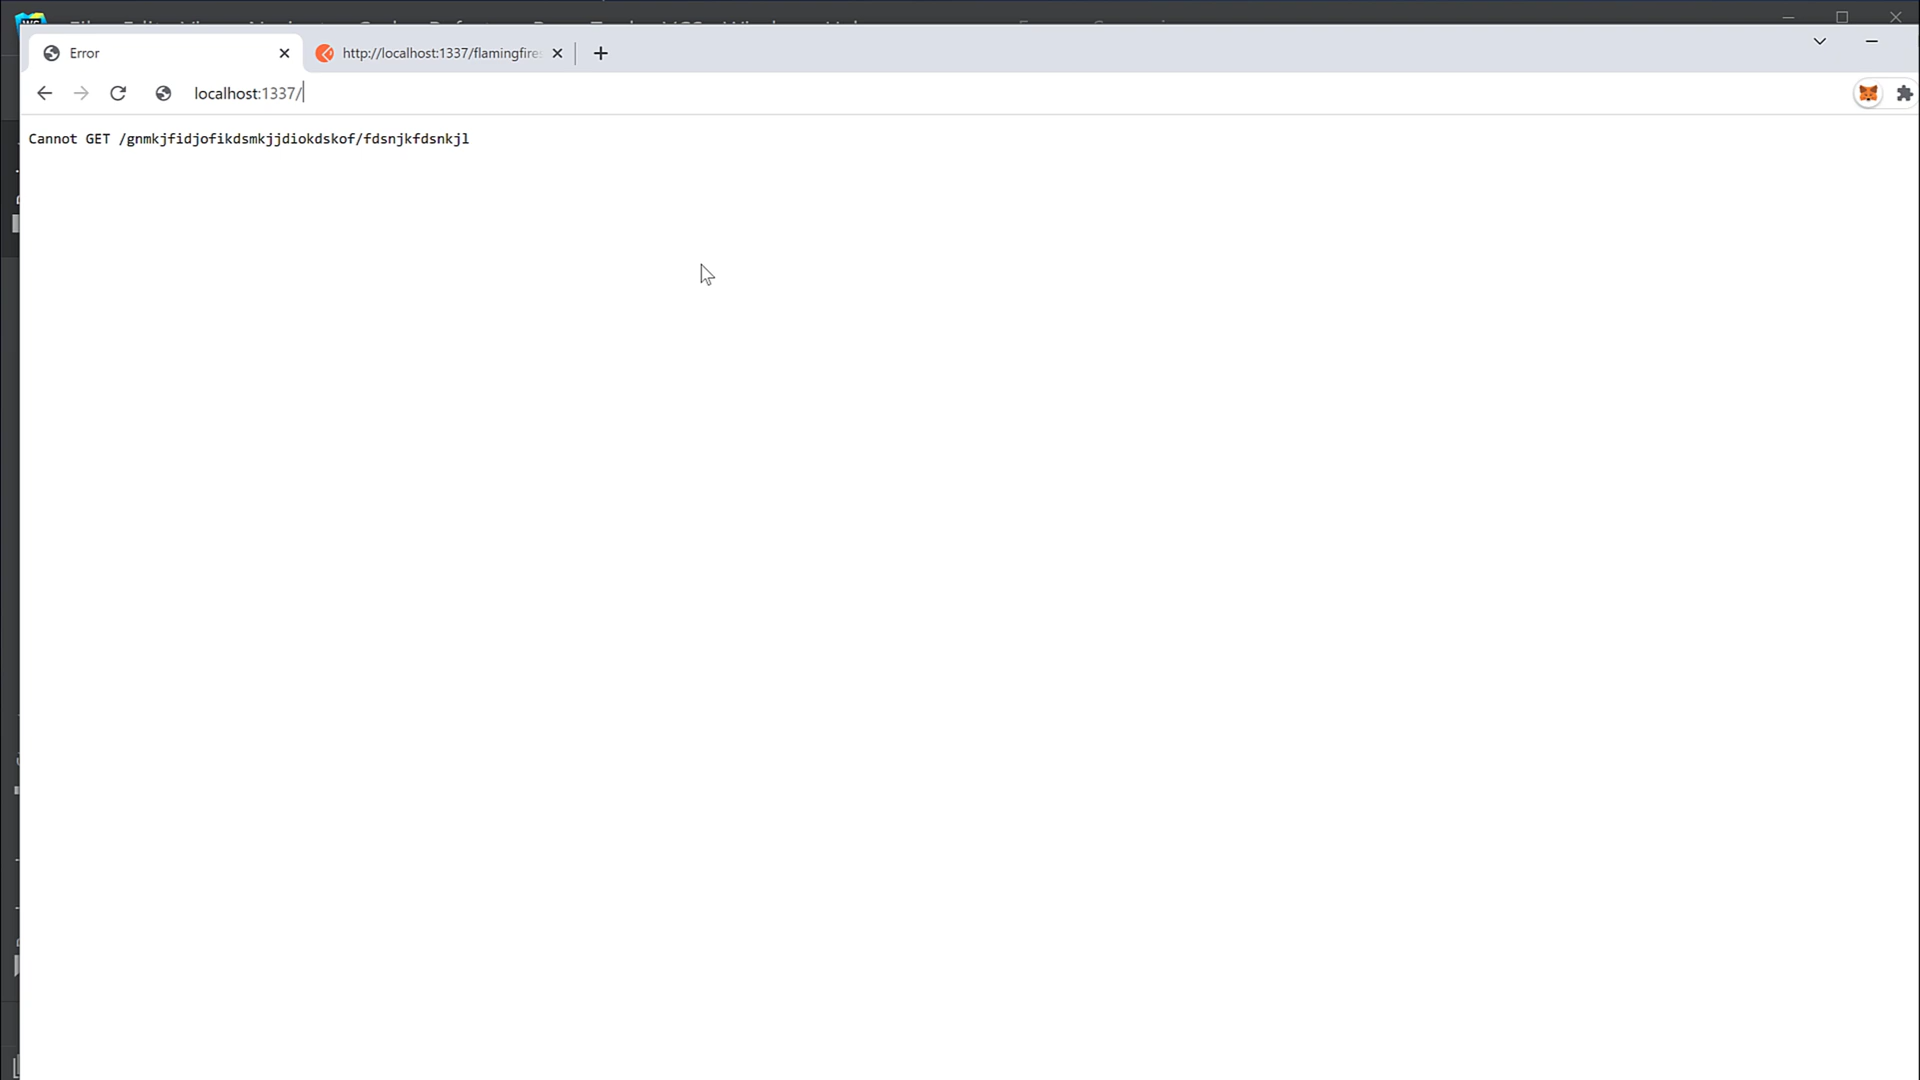 Error
http://localhost:1337/flamingfire
localhost:1337/
Cannot GET /gnmkjfidjofikdsmkjjdiokdskof/fdsnjkfdsnkjl